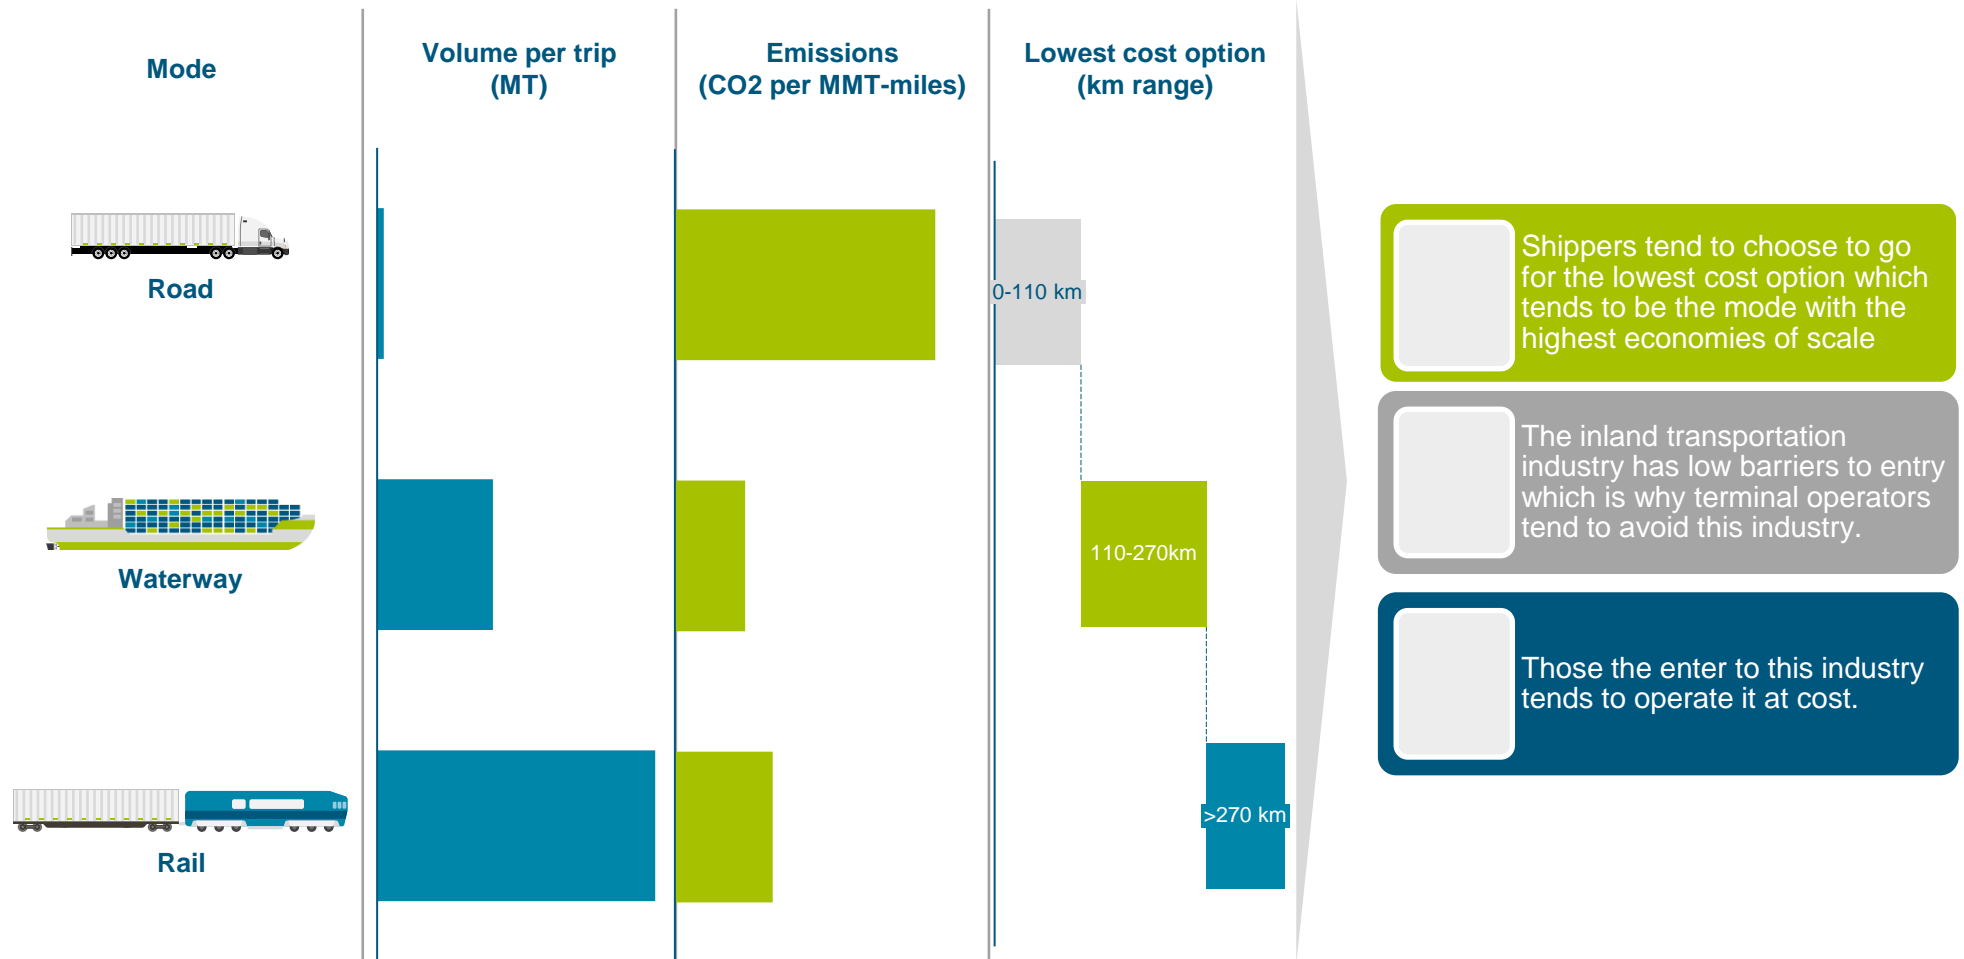 Mode
Volume per trip
(MT)
Emissions
(CO2 per MMT-miles)
Lowest cost option
(km range)
Road
0-110 km
Waterway
110-270km
Rail
>270 km
Shippers tend to choose to go
for the lowest cost option which
tends to be the mode with the
highest economies of scale
The inland transportation
industry has low barriers to entry
which is why terminal operators
tend to avoid this industry.
Those the enter to this industry
tends to operate it at cost.